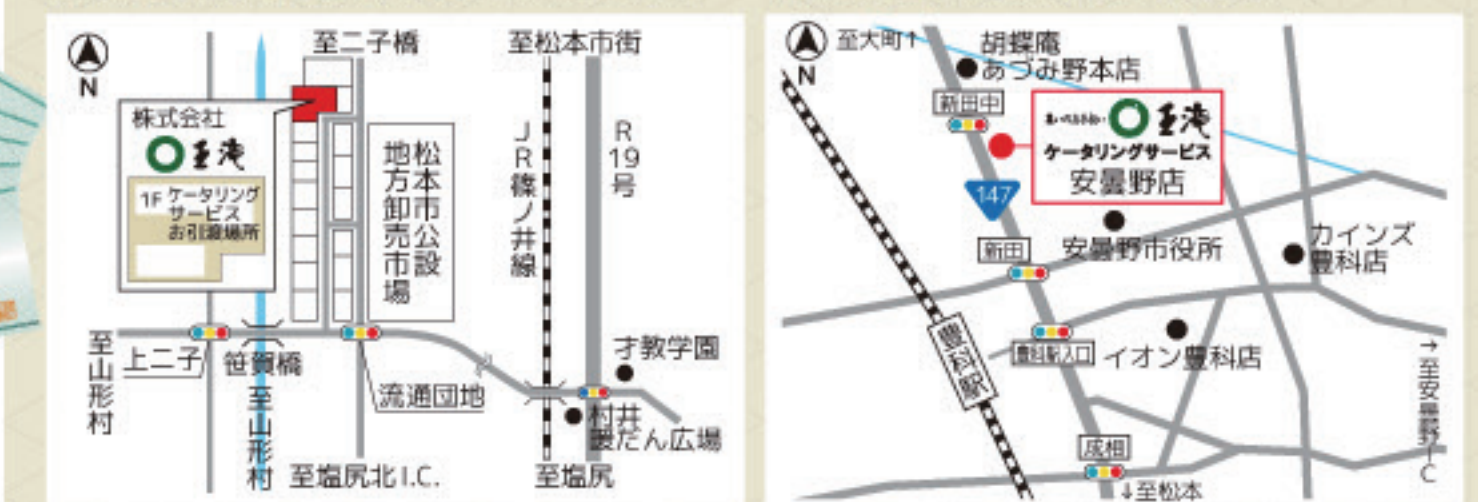 N
至二子橋
至松本市街
株式会社
王滝
1F ケータリング
サービス
お引渡場所
松本市公設
地方卸売市場
JR篠ノ井線
R19号
至山形村
上二子
笹賀橋
至山形村
流通団地
才教学園
村井
暖だん広場
至塩尻北I.C.
至塩尻
N
至大町↑
胡蝶庵
あづみ野本店
新田中
王滝
ケータリングサービス
安曇野店
147
新田
安曇野市役所
カインズ
豊科店
豊科駅
豊科駅入口
イオン豊科店
→至安曇野IC
成相
↓至松本